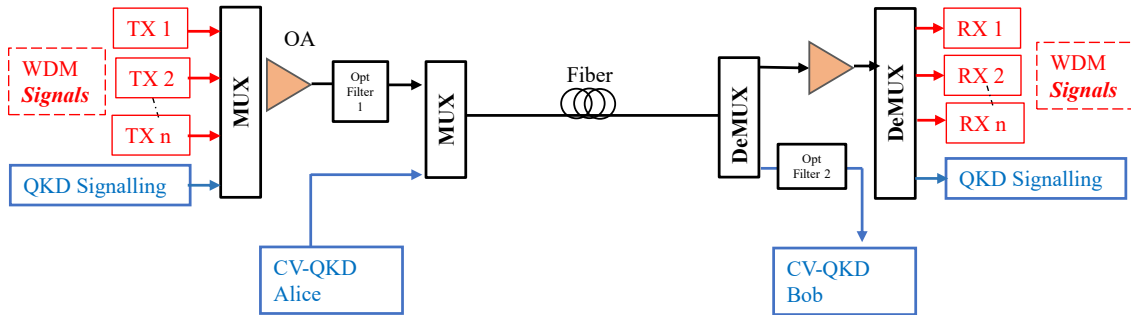 WDM
Signals
TX 1
TX 2
TX n
QKD Signalling
MUX
OA
Opt
Filter
1
MUX
CV-QKD
Alice
Fiber
DeMUX
Opt
Filter 2
CV-QKD
Bob
DeMUX
RX 1
RX 2
RX n
QKD Signalling
WDM
Signals